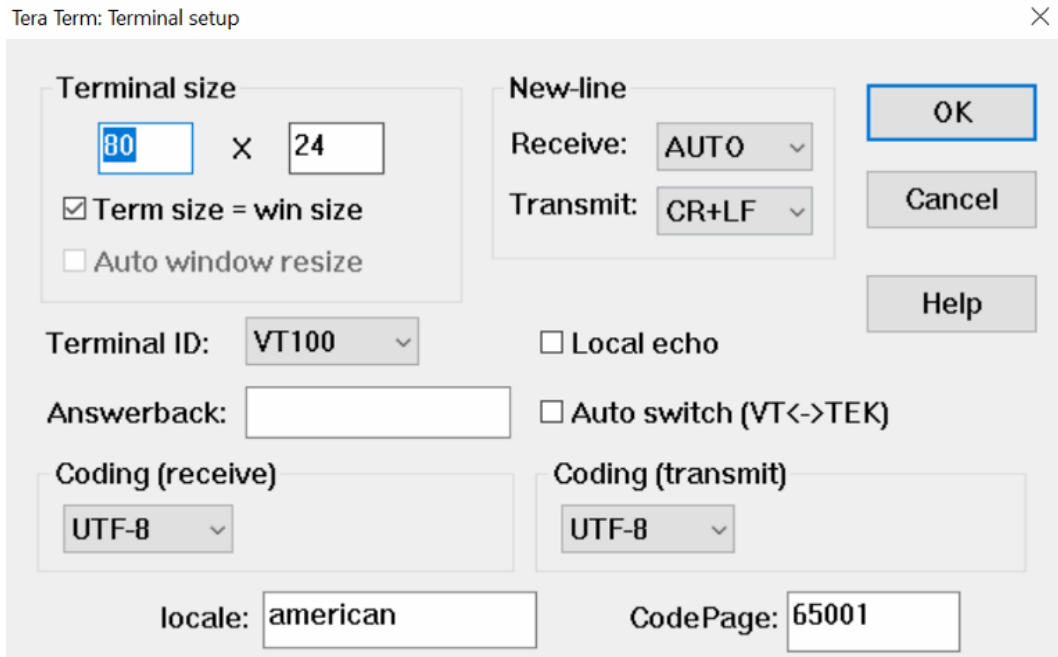 Tera Term: Terminal setup
Terminal size
80 X 24
Term size = win size
Auto window resize
New-line
Receive: AUTO
Transmit: CR+LF
OK
Cancel
Help
Terminal ID: VT100
Local echo
Answerback:
Auto switch (VT<->TEK)
Coding (receive)
UTF-8
Coding (transmit)
UTF-8
locale: american
CodePage: 65001